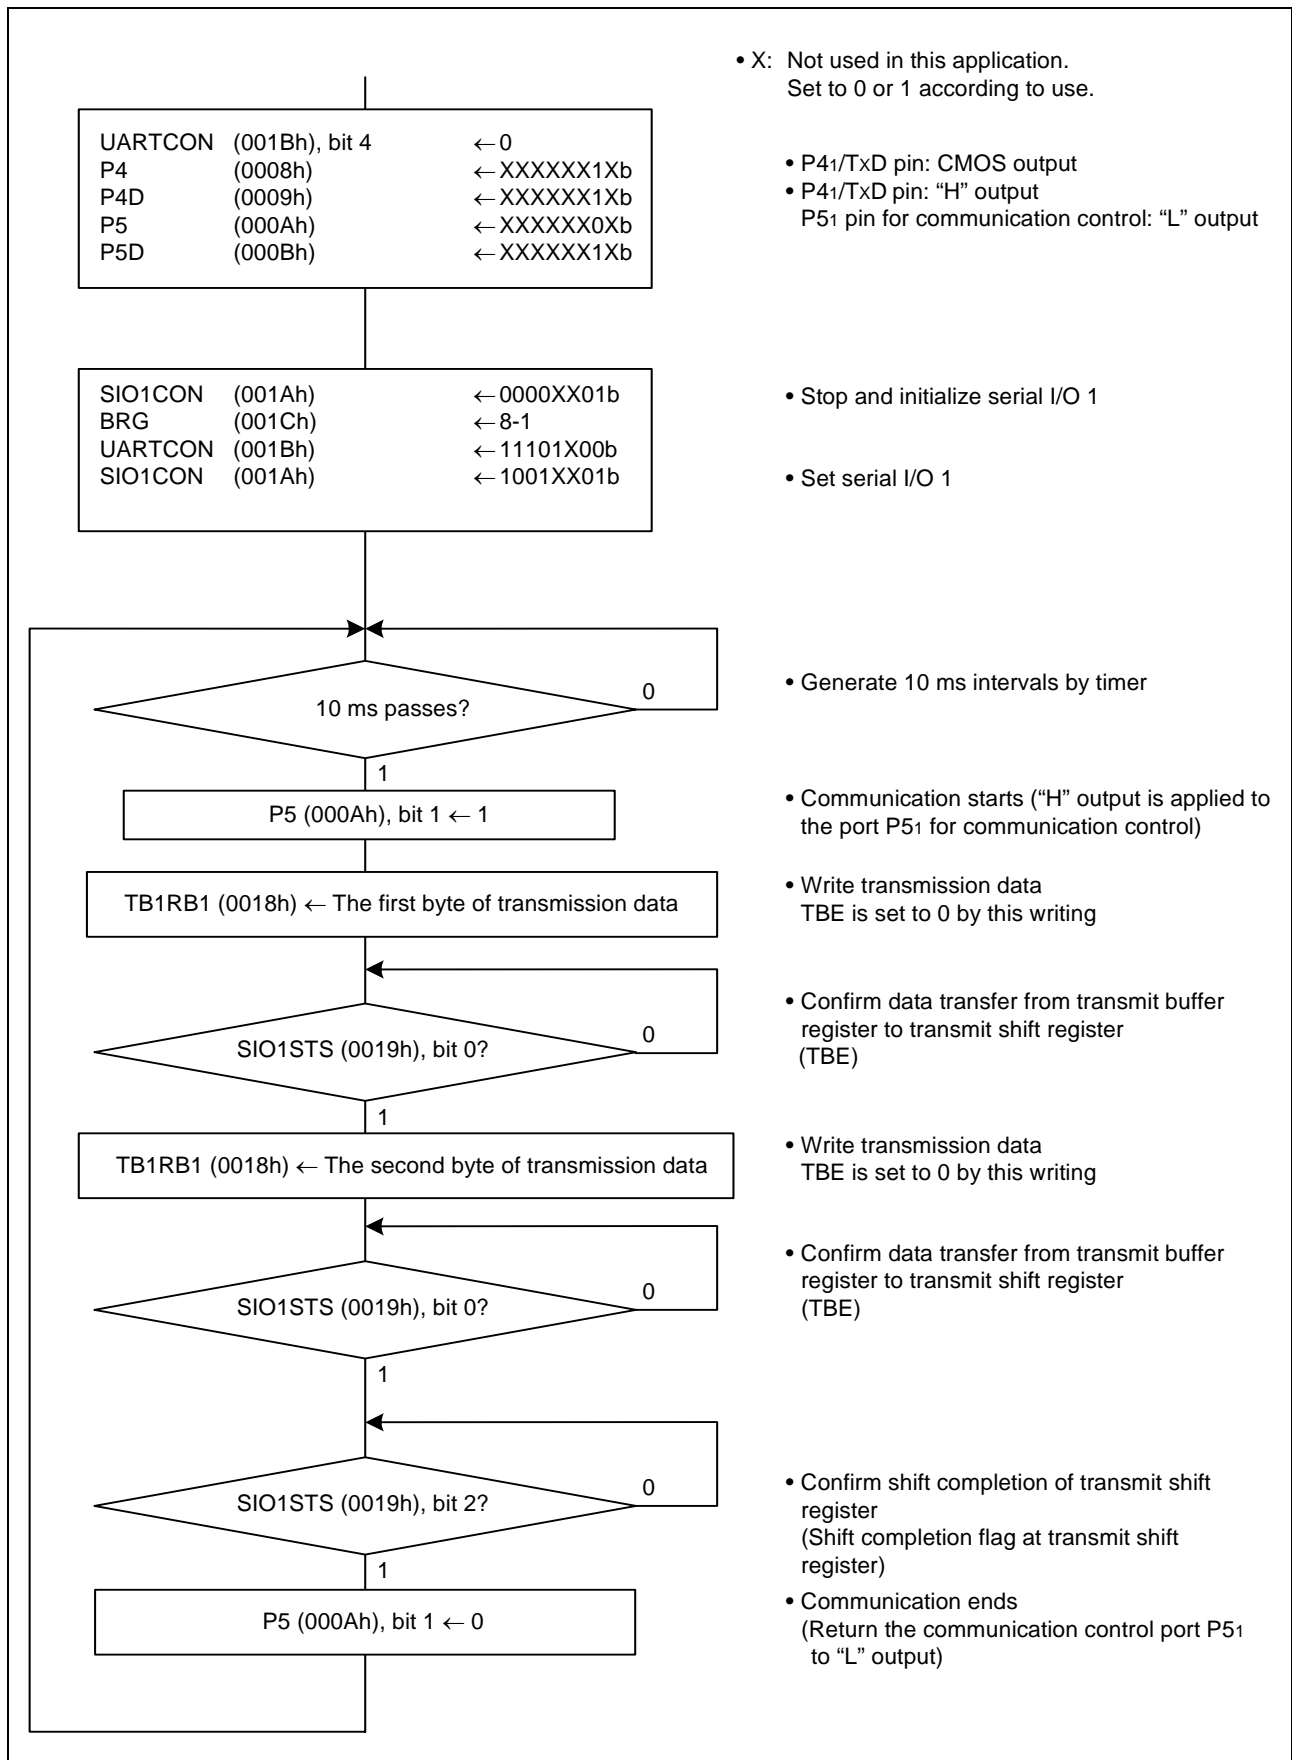 • X: Not used in this application.
Set to 0 or 1 according to use.
UARTCON (001Bh), bit 4 ←0
P4 (0008h) ←XXXXXX1Xb
P4D (0009h) ←XXXXXX1Xb
P5 (000Ah) ←XXXXXX0Xb
P5D (000Bh) ←XXXXXX1Xb
• P41/TxD pin: CMOS output
• P41/TxD pin: “H” output
P51 pin for communication control: “L” output
SIO1CON (001Ah) ←0000XX01b
BRG (001Ch) ←8-1
UARTCON (001Bh) ←11101X00b
SIO1CON (001Ah) ←1001XX01b
• Stop and initialize serial I/O 1
• Set serial I/O 1
10 ms passes?
0
1
• Generate 10 ms intervals by timer
P5 (000Ah), bit 1 ← 1
• Communication starts (“H” output is applied to
the port P51 for communication control)
TB1RB1 (0018h) ← The first byte of transmission data
• Write transmission data
TBE is set to 0 by this writing
SIO1STS (0019h), bit 0?
0
1
• Confirm data transfer from transmit buffer
register to transmit shift register
(TBE)
TB1RB1 (0018h) ← The second byte of transmission data
• Write transmission data
TBE is set to 0 by this writing
SIO1STS (0019h), bit 0?
0
1
• Confirm data transfer from transmit buffer
register to transmit shift register
(TBE)
SIO1STS (0019h), bit 2?
0
1
• Confirm shift completion of transmit shift
register
(Shift completion flag at transmit shift
register)
P5 (000Ah), bit 1 ← 0
• Communication ends
(Return the communication control port P51
to “L” output)